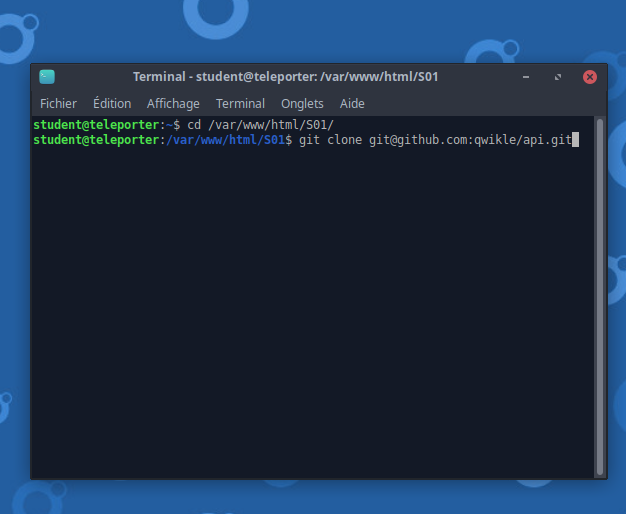 Terminal - student@teleporter: /var/www/html/S01
Fichier Édition Affichage Terminal Onglets Aide
student@teleporter:~$ cd /var/www/html/S01/
student@teleporter:/var/www/html/S01$ git clone git@github.com:qwikle/api.git